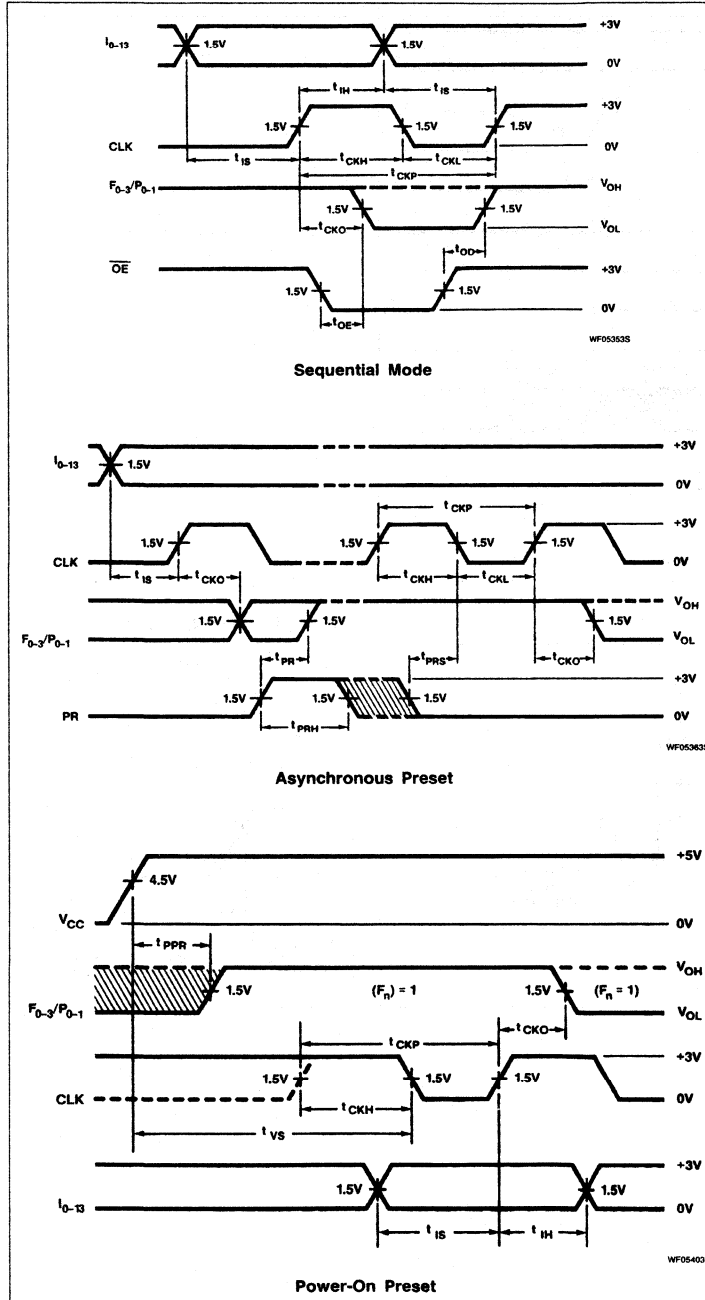 I0–13 1.5V 1.5V +3V
0V
tIH tIS
+3V
1.5V 1.5V 1.5V
CLK 0V
tIS tCKH tCKL
tCKP
F0–3/P0–1 VOH
1.5V 1.5V
tCKO VOL
tOD
OE +3V
1.5V 1.5V
0V
tOE
WF05353S
Sequential Mode
+3V
I0–13 1.5V
0V
tCKP
+3V
1.5V 1.5V 1.5V 1.5V
CLK 0V
tIS tCKO tCKH tCKL
VOH
1.5V 1.5V 1.5V
F0–3/P0–1 VOL
tPR tPRS tCKO
+3V
1.5V 1.5V 1.5V
PR 0V
tPRH
WF05363S
Asynchronous Preset
+5V
4.5V
VCC 0V
tPPR
VOH
1.5V (Fn) = 1 1.5V (Fn = 1)
F0–3/P0–1 VOL
tCKO
tCKP
+3V
1.5V 1.5V 1.5V
CLK 0V
tCKH
tVS
+3V
1.5V 1.5V
I0–13 0V
tIS tIH
WF05403
Power-On Preset